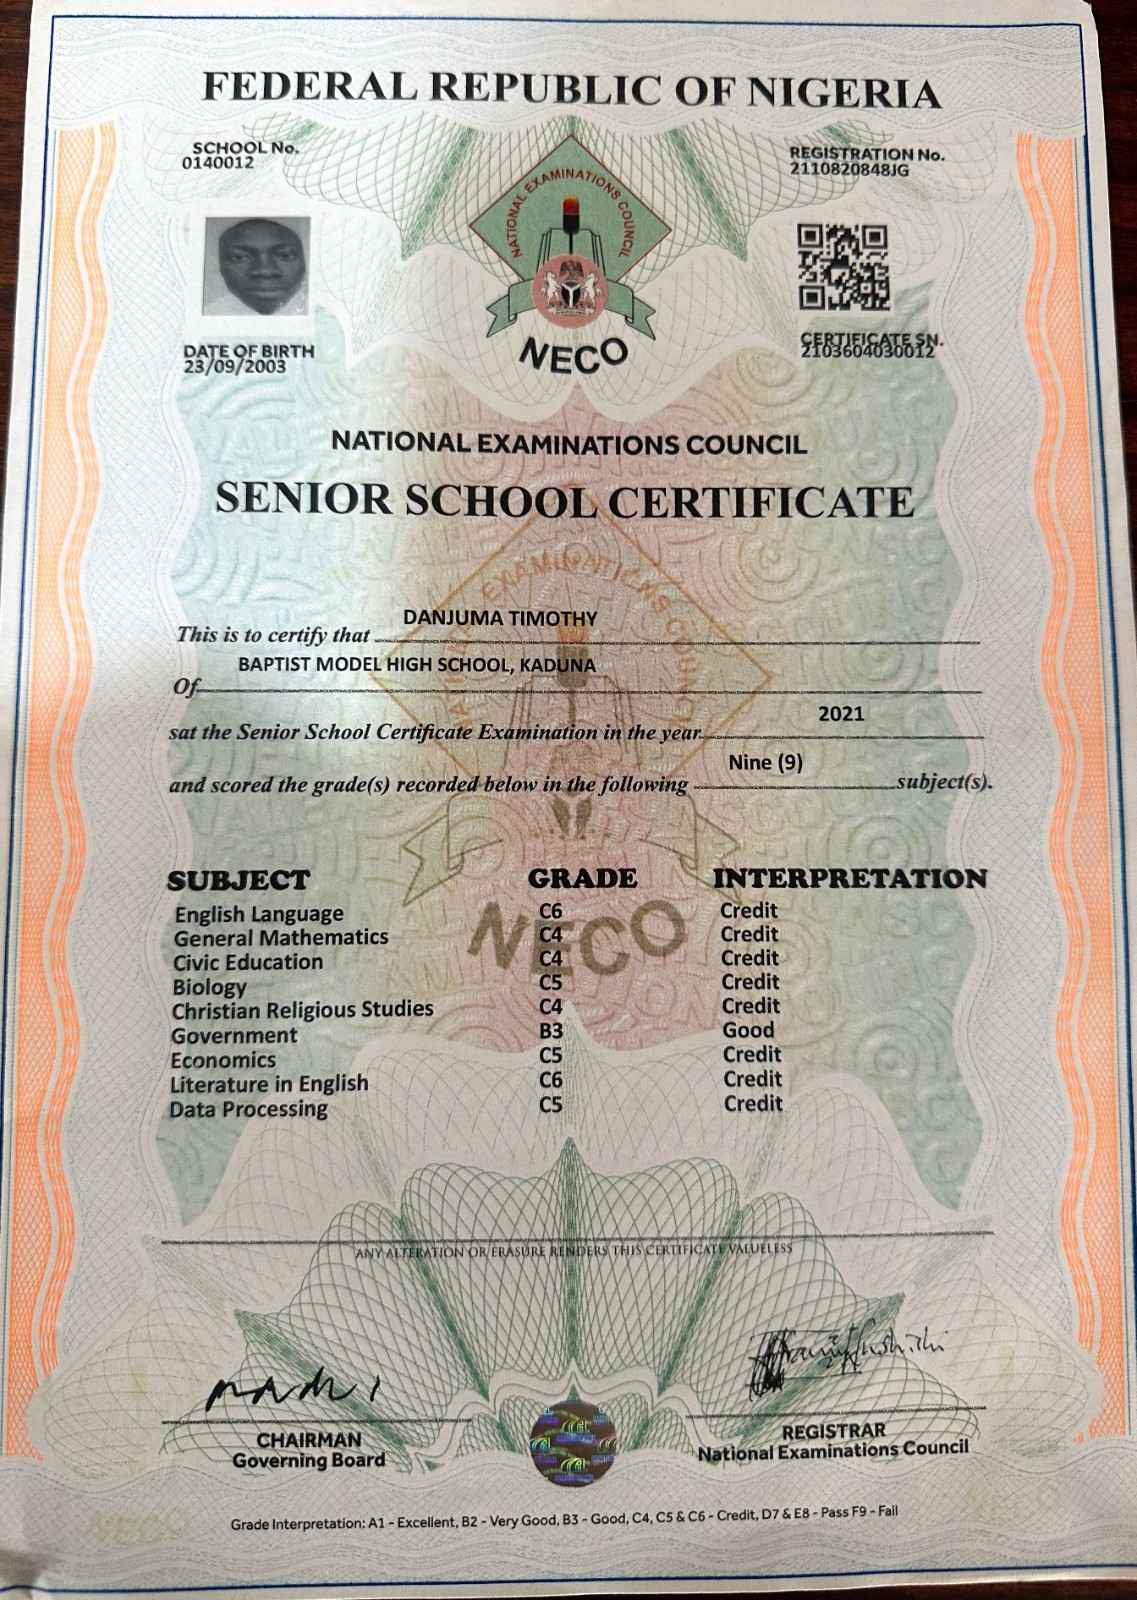 FEDERAL REPUBLIC OF NIGERIA
SCHOOL No.
0140012
REGISTRATION No.
2110820848JG
NATIONAL EXAMINATIONS COUNCIL
NECO
DATE OF BIRTH
23/09/2003
CERTIFICATE SN.
2103604030012
NATIONAL EXAMINATIONS COUNCIL
SENIOR SCHOOL CERTIFICATE
This is to certify that DANJUMA TIMOTHY
Of BAPTIST MODEL HIGH SCHOOL, KADUNA
sat the Senior School Certificate Examination in the year 2021
and scored the grade(s) recorded below in the following Nine (9) subject(s).
SUBJECT GRADE INTERPRETATION
English Language C6 Credit
General Mathematics C4 Credit
Civic Education C4 Credit
Biology C5 Credit
Christian Religious Studies C4 Credit
Government B3 Good
Economics C5 Credit
Literature in English C6 Credit
Data Processing C5 Credit
NECO
ANY ALTERATION OR ERASURE RENDERS THIS CERTIFICATE VALUELESS
CHAIRMAN
Governing Board
REGISTRAR
National Examinations Council
Grade Interpretation: A1 - Excellent, B2 - Very Good, B3 - Good, C4, C5 & C6 - Credit, D7 & E8 - Pass F9 - Fail